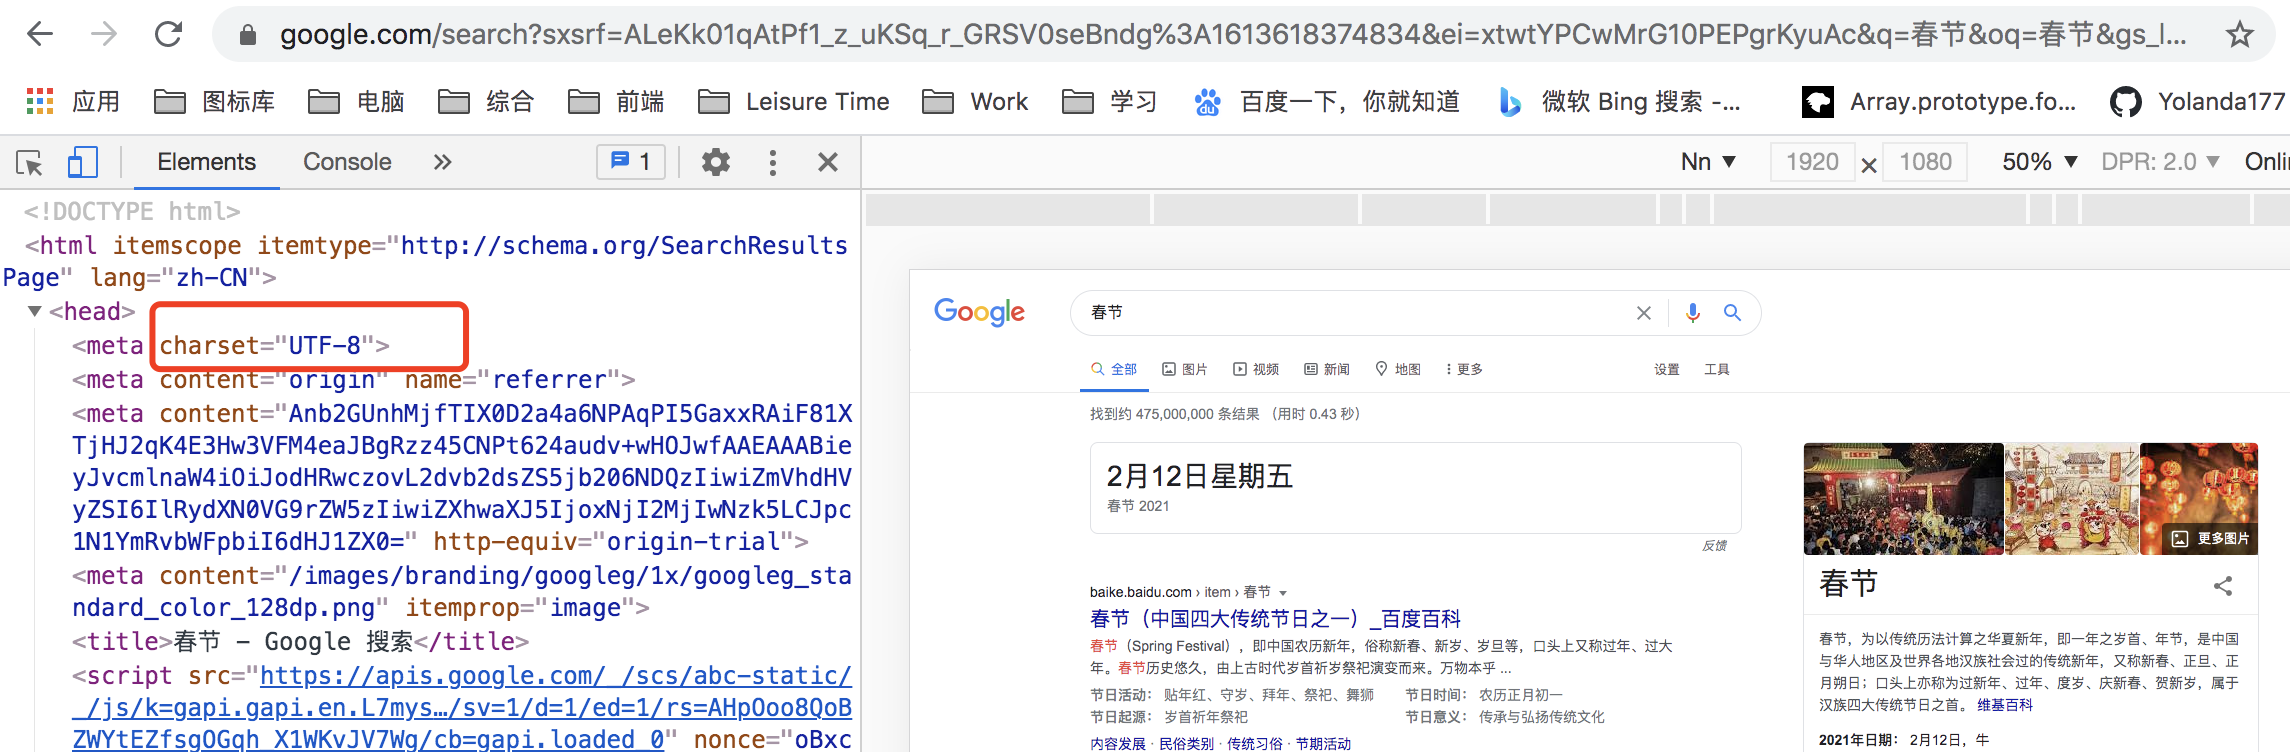 google.com/search?sxsrf=ALeKk01qAtPf1_z_uKSq_r_GRSV0seBndg%3A1613618374834&ei=xtwtYPCwMrG10PEPgrKyuAc&q=春节&oq=春节&gs_l...
应用 图标库 电脑 综合 前端 Leisure Time Work 学习 百度一下，你就知道 微软 Bing 搜索 -... Array.prototype.fo... Yolanda177
Elements Console » 1 Nn ▼ 1920 × 1080 50% ▼ DPR: 2.0 ▼ Onli
<!DOCTYPE html>
<html itemscope itemtype="http://schema.org/SearchResults
Page" lang="zh-CN">
<head>
<meta charset="UTF-8">
<meta content="origin" name="referrer">
<meta content="Anb2GUnhMjfTIX0D2a4a6NPAqPI5GaxxRAiF81X
TjHJ2qK4E3Hw3VFM4eaJBgRzz45CNPt624audv+wHOJwfAAEAAABie
yJvcmlnaW4iOiJodHRwczovL2dvb2dsZS5jb206NDQzIiwiZmVhdHV
yZSI6IlRydXN0VG9rZW5zIiwiZXhwaXJ5IjoxNjI2MjIwNzk5LCJpc
1N1YmRvbWFpbiI6dHJ1ZX0=" http-equiv="origin-trial">
<meta content="/images/branding/googleg/1x/googleg_sta
ndard_color_128dp.png" itemprop="image">
<title>春节 - Google 搜索</title>
<script src="https://apis.google.com/_/scs/abc-static/
_/js/k=gapi.gapi.en.L7mys…/sv=1/d=1/ed=1/rs=AHpOoo8QoB
ZWYtEZfsgOGqh_X1WKvJV7Wg/cb=gapi.loaded_0" nonce="oBxc
Google 春节
全部 图片 视频 新闻 地图 更多 设置 工具
找到约 475,000,000 条结果 （用时 0.43 秒）
2月12日星期五
春节 2021
反馈
baike.baidu.com › item › 春节
春节（中国四大传统节日之一）_百度百科
春节（Spring Festival），即中国农历新年，俗称新春、新岁、岁旦等，口头上又称过年、过大
年。春节历史悠久，由上古时代岁首祈岁祭祀演变而来。万物本乎 ...
节日活动： 贴年红、守岁、拜年、祭祀、舞狮 节日时间： 农历正月初一
节日起源： 岁首祈年祭祀 节日意义： 传承与弘扬传统文化
内容发展 · 民俗类别 · 传统习俗 · 节期活动
更多图片
春节
春节，为以传统历法计算之华夏新年，即一年之岁首、年节，是中国
与华人地区及世界各地汉族社会过的传统新年，又称新春、正旦、正
月朔日；口头上亦称为过新年、过年、度岁、庆新春、贺新岁，属于
汉族四大传统节日之首。 维基百科
2021年日期： 2月12日，牛